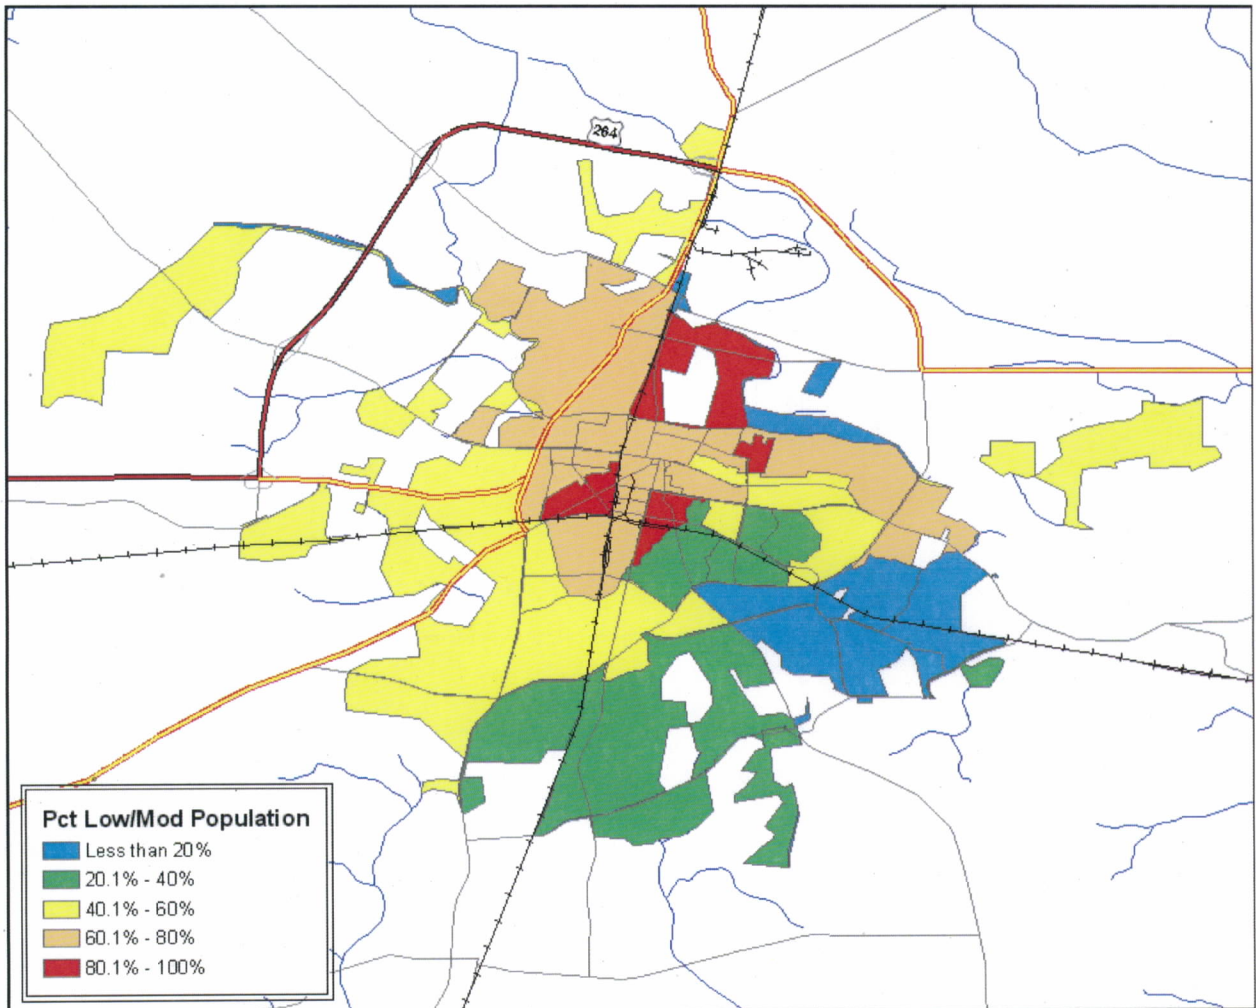 264
Pct Low/Mod Population
Less than 20%
20.1% - 40%
40.1% - 60%
60.1% - 80%
80.1% - 100%